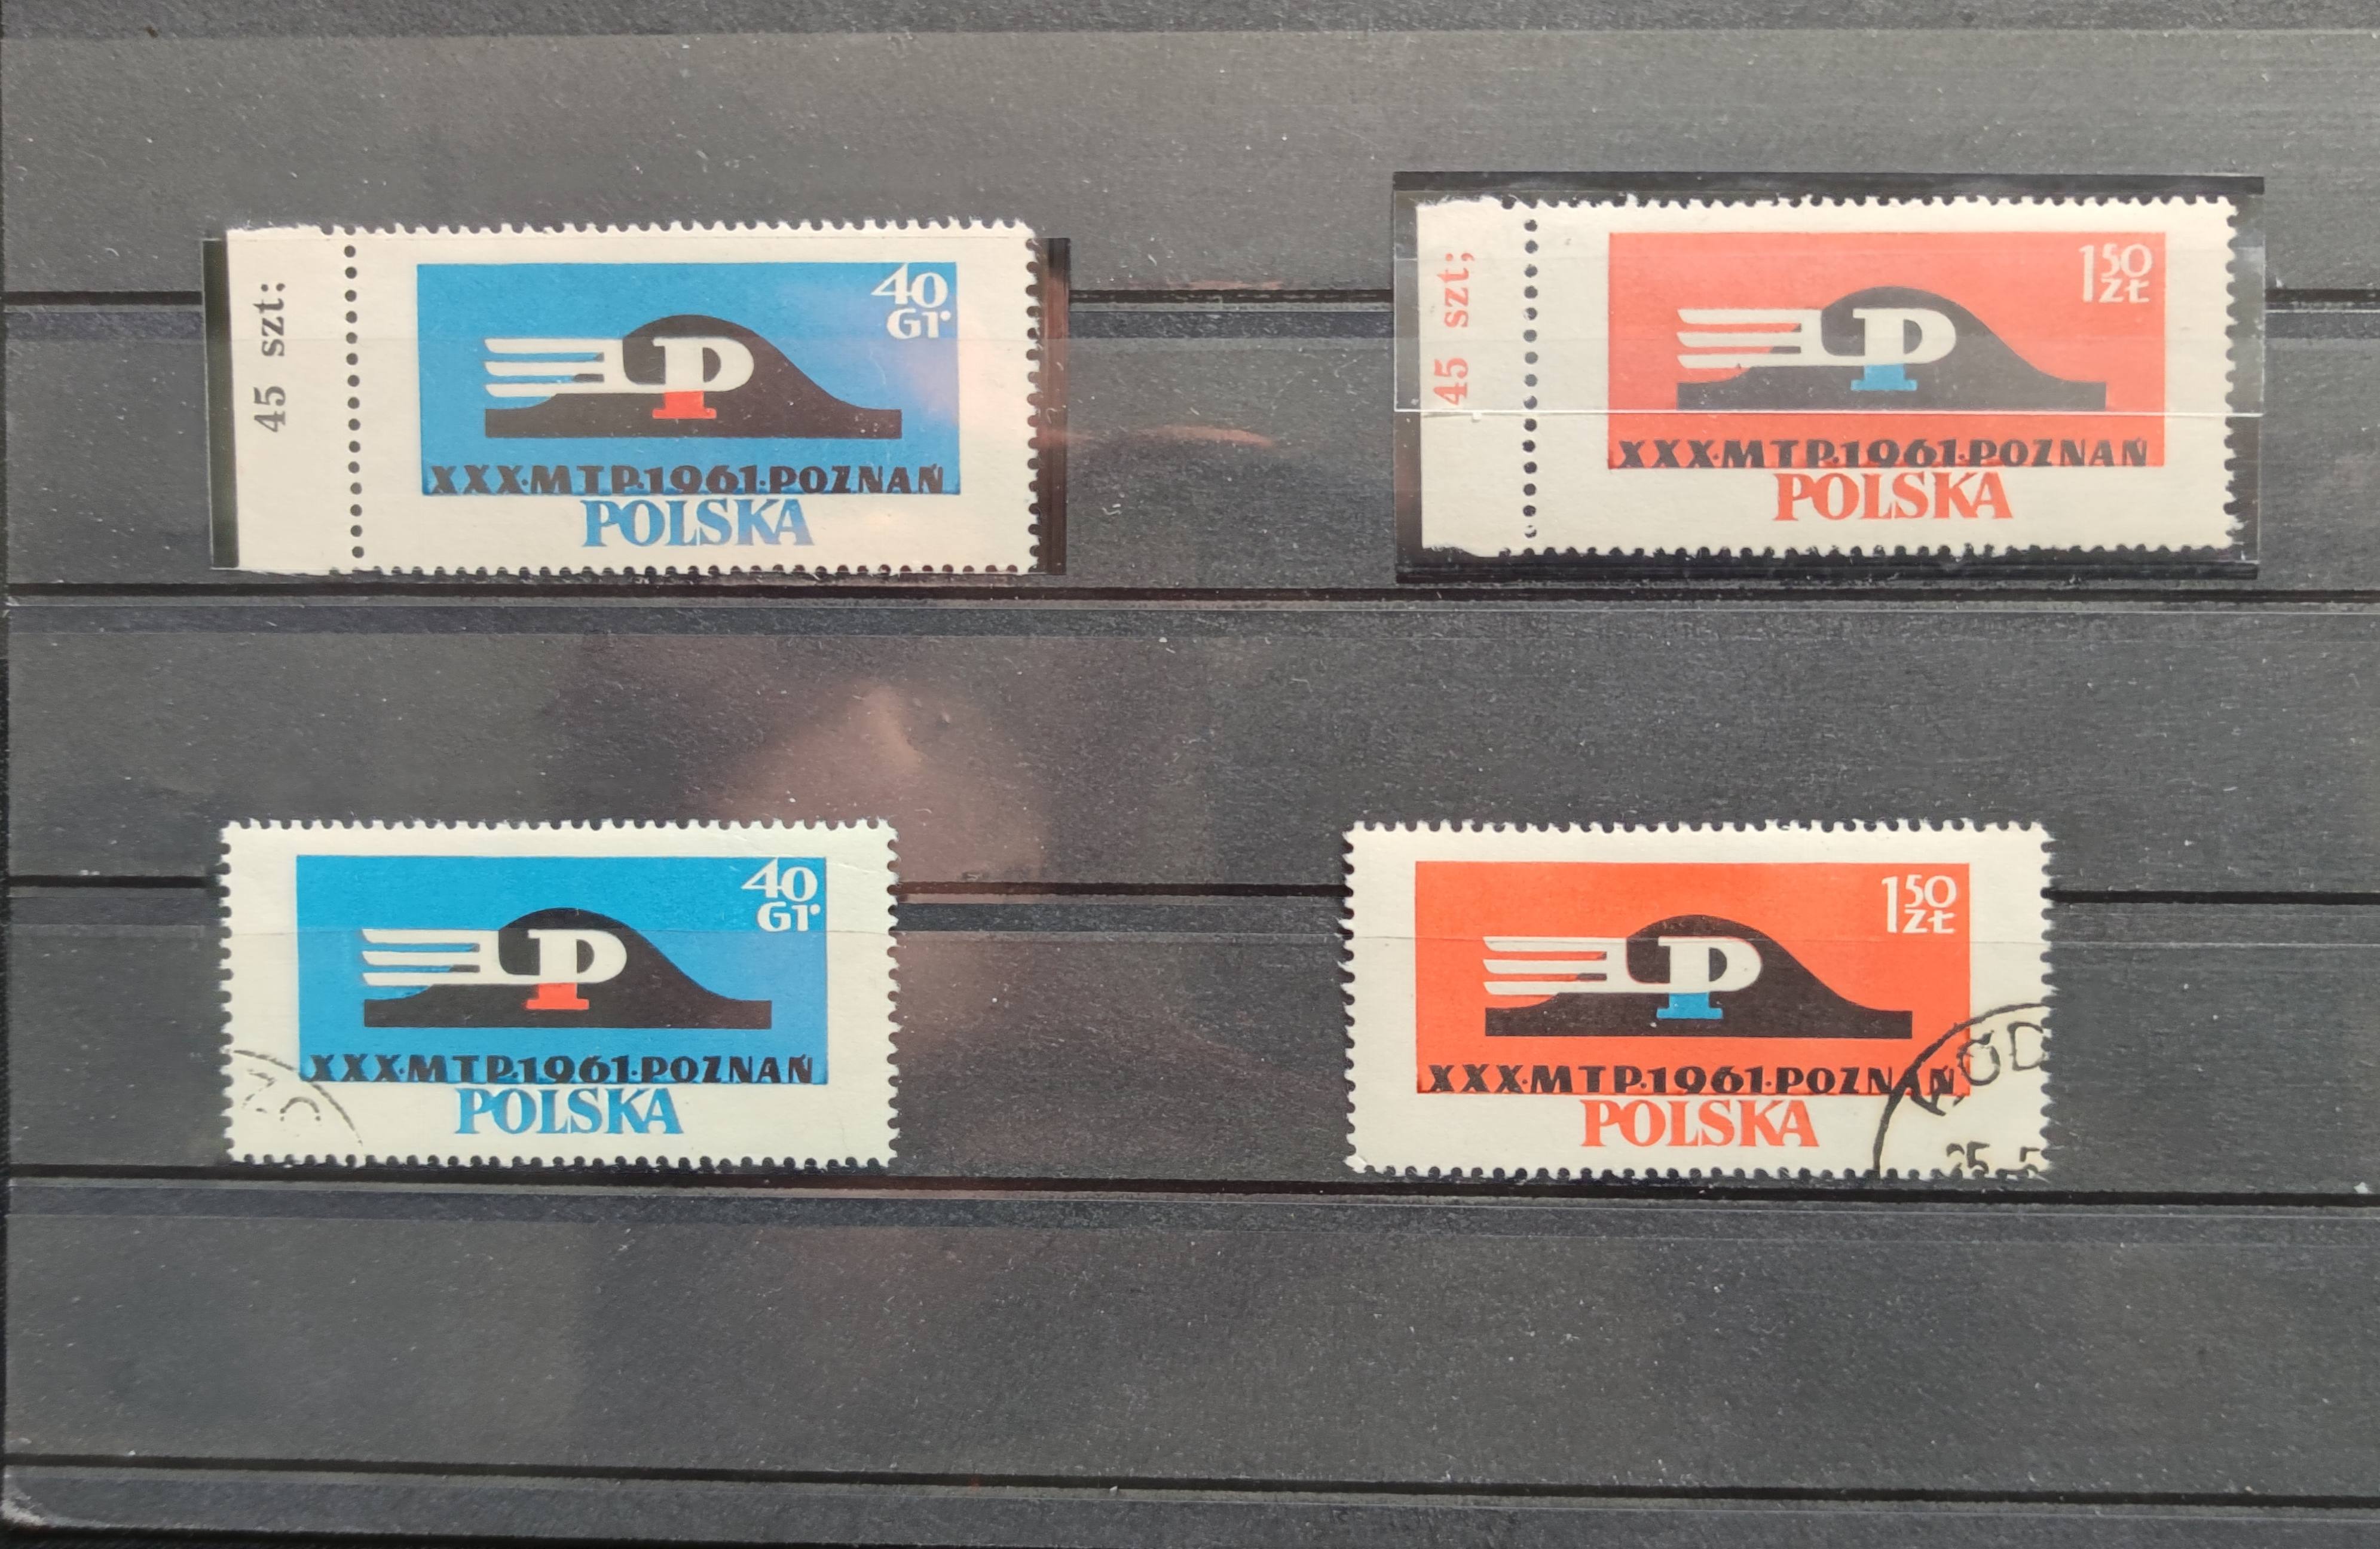 45 szt;
40
Gr
XXX·MTP·1961·POZNAŃ
POLSKA
45 szt;
1 50
ZŁ
XXX·MTP·1961·POZNAŃ
POLSKA
40
Gr
XXX·MTP·1961·POZNAŃ
POLSKA
1 50
ZŁ
XXX·MTP·1961·POZNAŃ
POLSKA